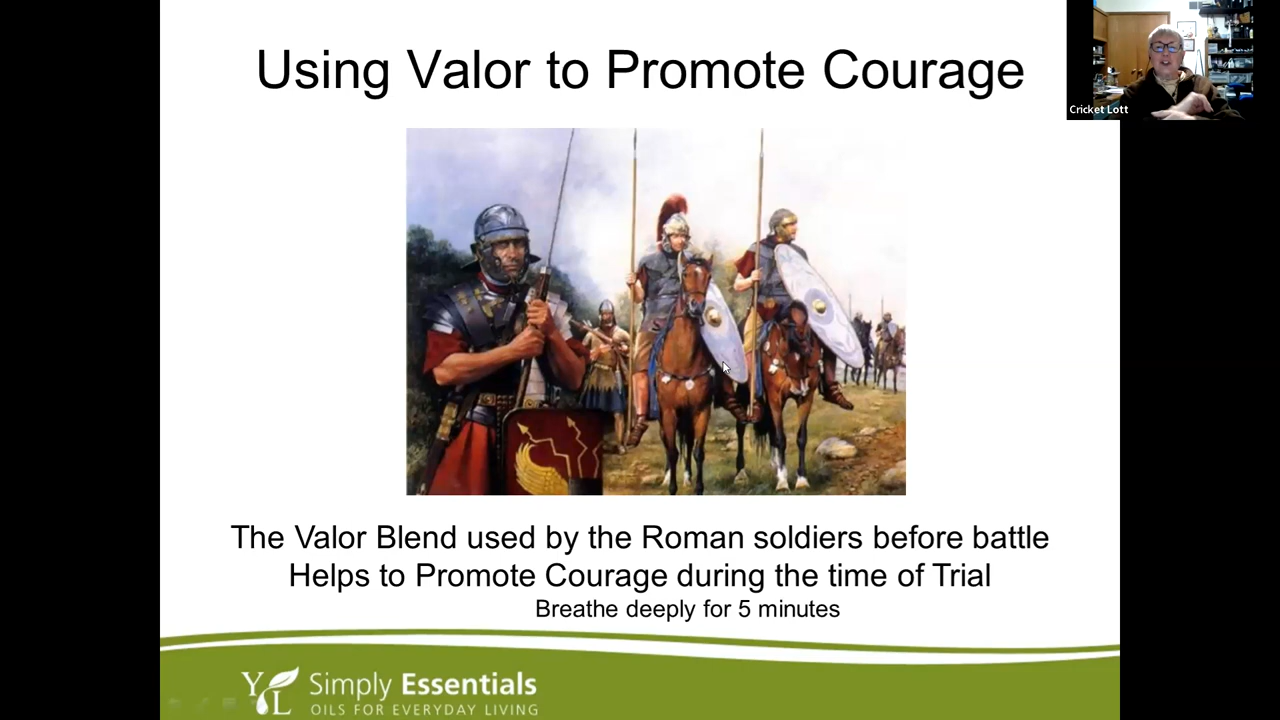 Using Valor to Promote Courage
Cricket Lott
The Valor Blend used by the Roman soldiers before battle
Helps to Promote Courage during the time of Trial
Breathe deeply for 5 minutes
YL Simply Essentials
OILS FOR EVERYDAY LIVING